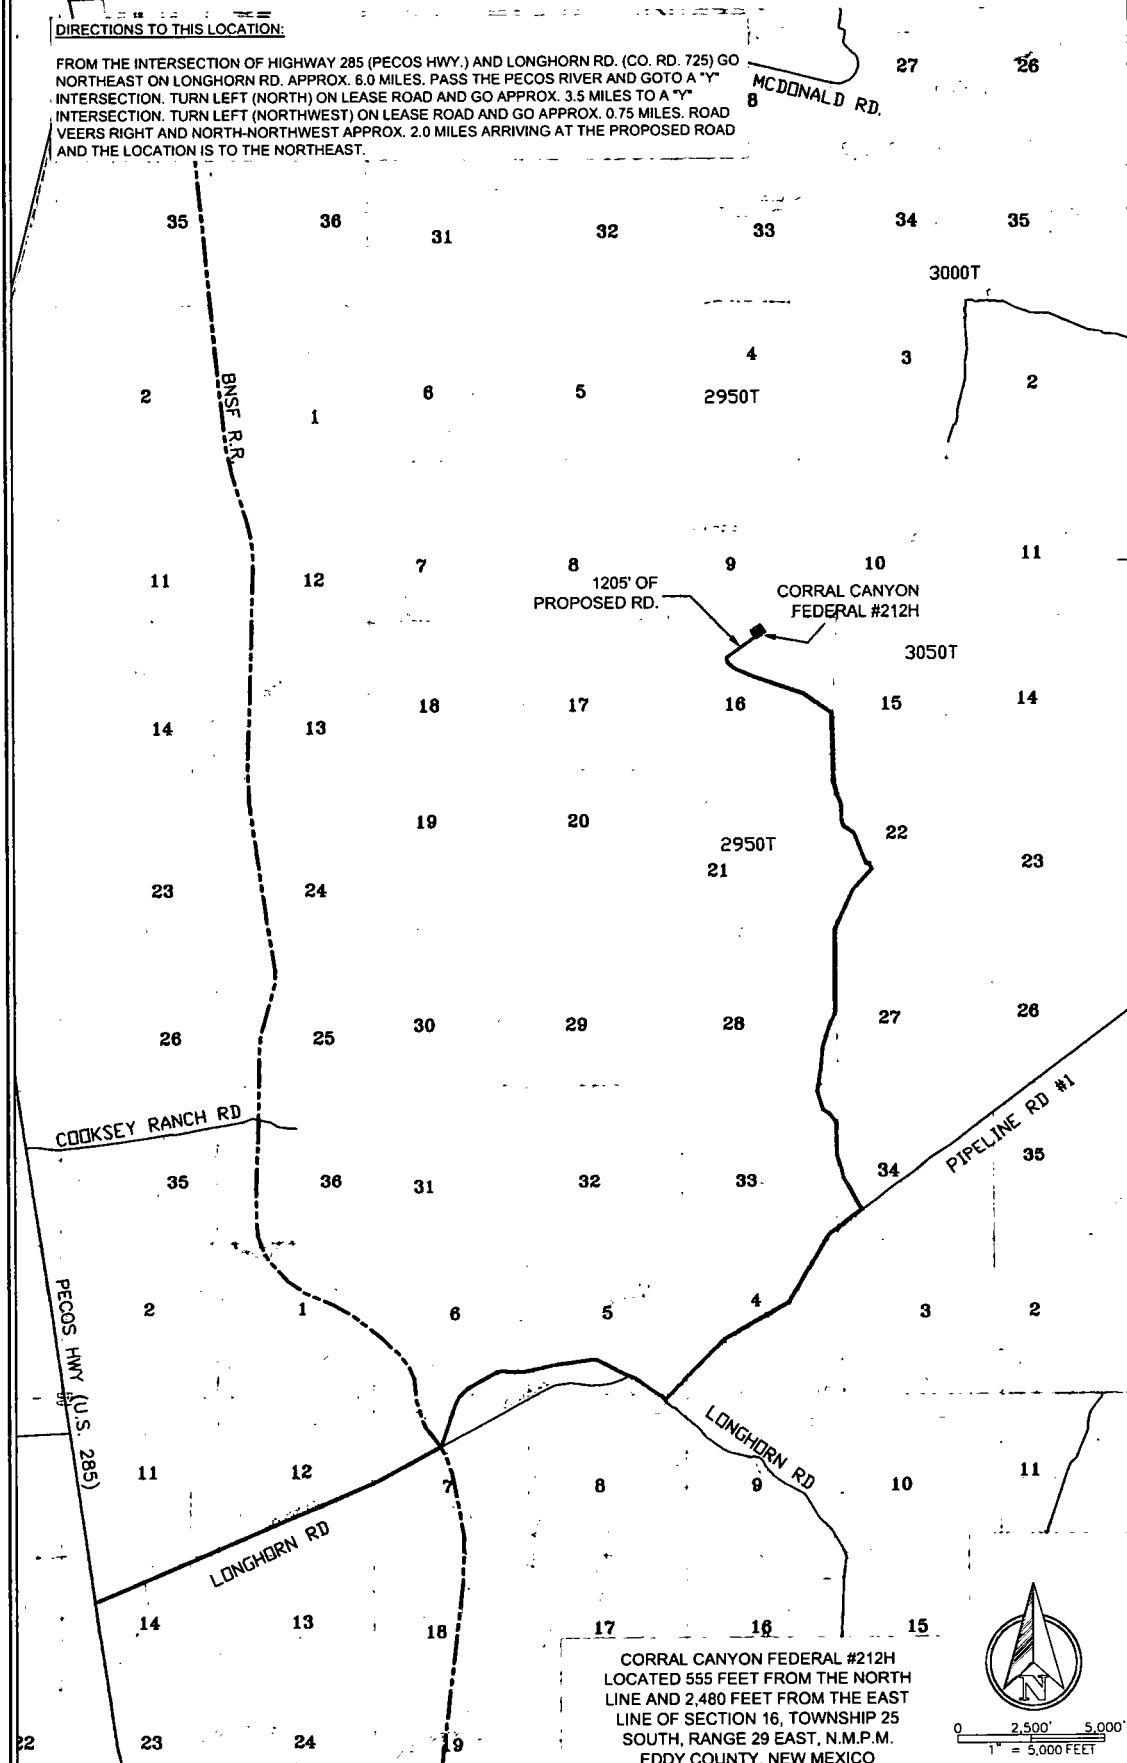 DIRECTIONS TO THIS LOCATION:
FROM THE INTERSECTION OF HIGHWAY 285 (PECOS HWY.) AND LONGHORN RD. (CO. RD. 725) GO
NORTHEAST ON LONGHORN RD. APPROX. 6.0 MILES. PASS THE PECOS RIVER AND GOTO A "Y"
INTERSECTION. TURN LEFT (NORTH) ON LEASE ROAD AND GO APPROX. 3.5 MILES TO A "Y"
INTERSECTION. TURN LEFT (NORTHWEST) ON LEASE ROAD AND GO APPROX. 0.75 MILES. ROAD
VEERS RIGHT AND NORTH-NORTHWEST APPROX. 2.0 MILES ARRIVING AT THE PROPOSED ROAD
AND THE LOCATION IS TO THE NORTHEAST.
27 26
MCDONALD RD.
8
35 36 31 32 33 34 35
3000T
2 1 6 5 4 3 2
2950T
BNSF R.R.
11 12 7 8 9 10 11
1205' OF
PROPOSED RD.
CORRAL CANYON
FEDERAL #212H
3050T
14 13 18 17 16 15 14
19 20 22
2950T
23 24 21 23
26 25 30 29 28 27 26
COOKSEY RANCH RD
PIPELINE RD #1
35 36 31 32 33 34 35
2 1 6 5 4 3 2
PECOS HWY (U.S. 285)
LONGHORN RD
11 12 7 8 9 10 11
LONGHORN RD
14 13 18 17 16 15
CORRAL CANYON FEDERAL #212H
LOCATED 555 FEET FROM THE NORTH
LINE AND 2,480 FEET FROM THE EAST
LINE OF SECTION 16, TOWNSHIP 25
SOUTH, RANGE 29 EAST, N.M.P.M.
EDDY COUNTY, NEW MEXICO
N
0 2,500' 5,000'
1" = 5,000 FEET
22 23 24 19